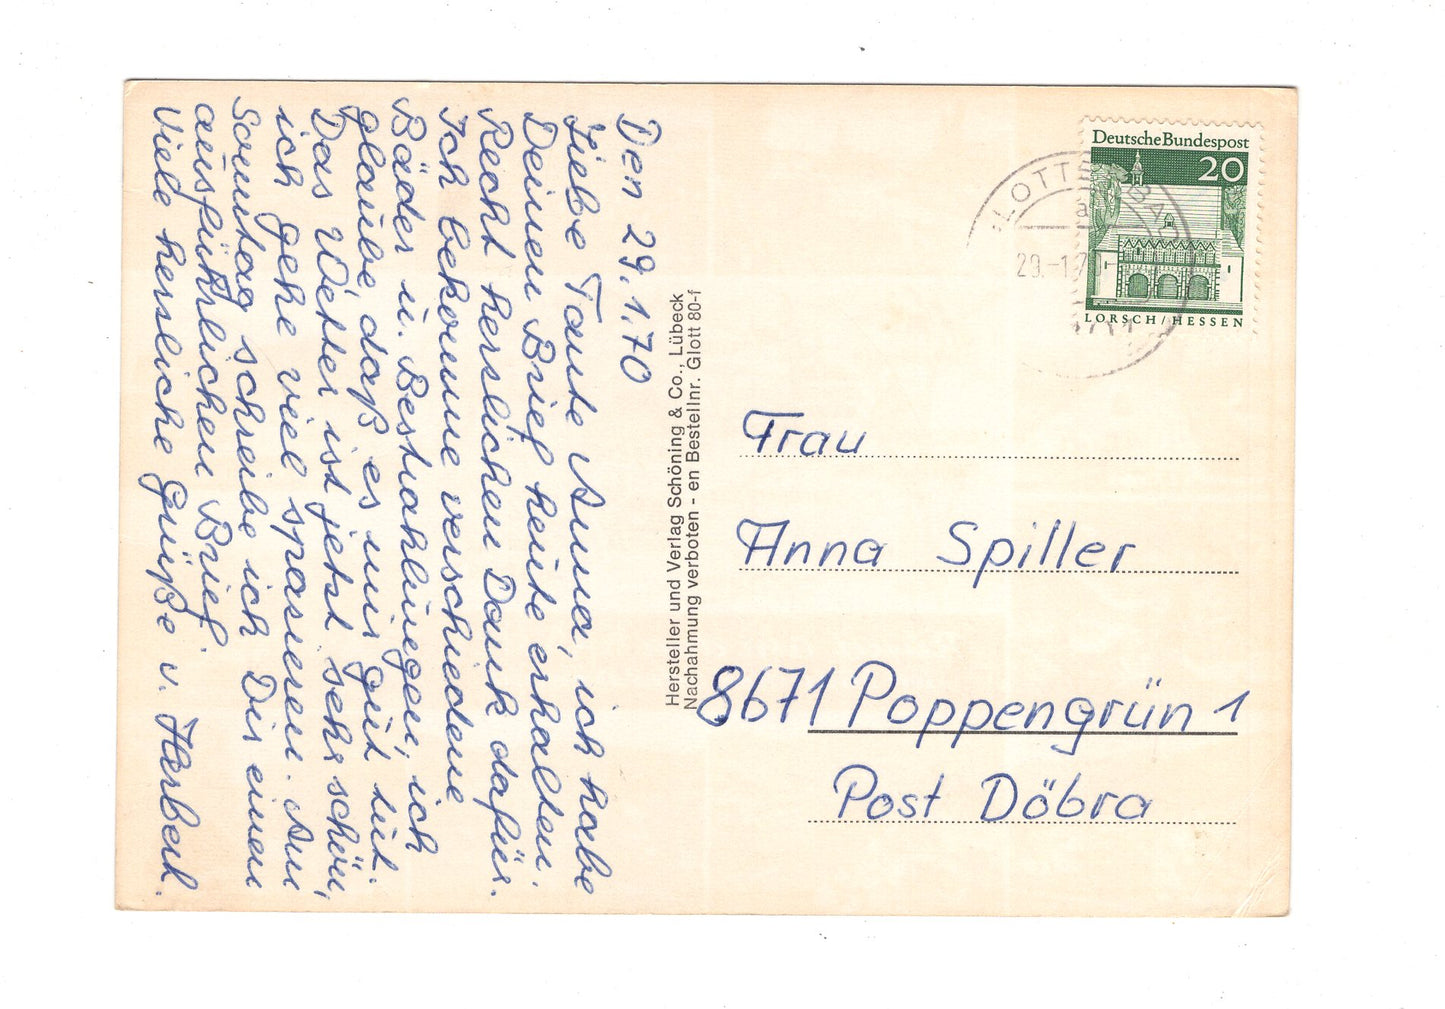 Den 29.1.70
Liebe Tante Anna, ich habe
Deinen Brief heute erhalten.
Recht herzlichen Dank dafür.
Ich bekomme verschiedene
Bäder u. Bestrahlungen, ich
glaube daß es mir gut tut.
Das Wetter ist jetzt sehr schön,
ich gehe viel spazieren. Am
Sonntag schreibe ich Dir einen
ausführlichen Brief
Viele herzliche Grüße v. Herbert.
Hersteller und Verlag Schöning & Co., Lübeck
Nachahmung verboten - en Bestellnr. Glott 80-f
Deutsche Bundespost
20
LORSCH/HESSEN
29.-1.70
a
Frau
Anna Spiller
8671 Poppengrün 1
Post Döbra